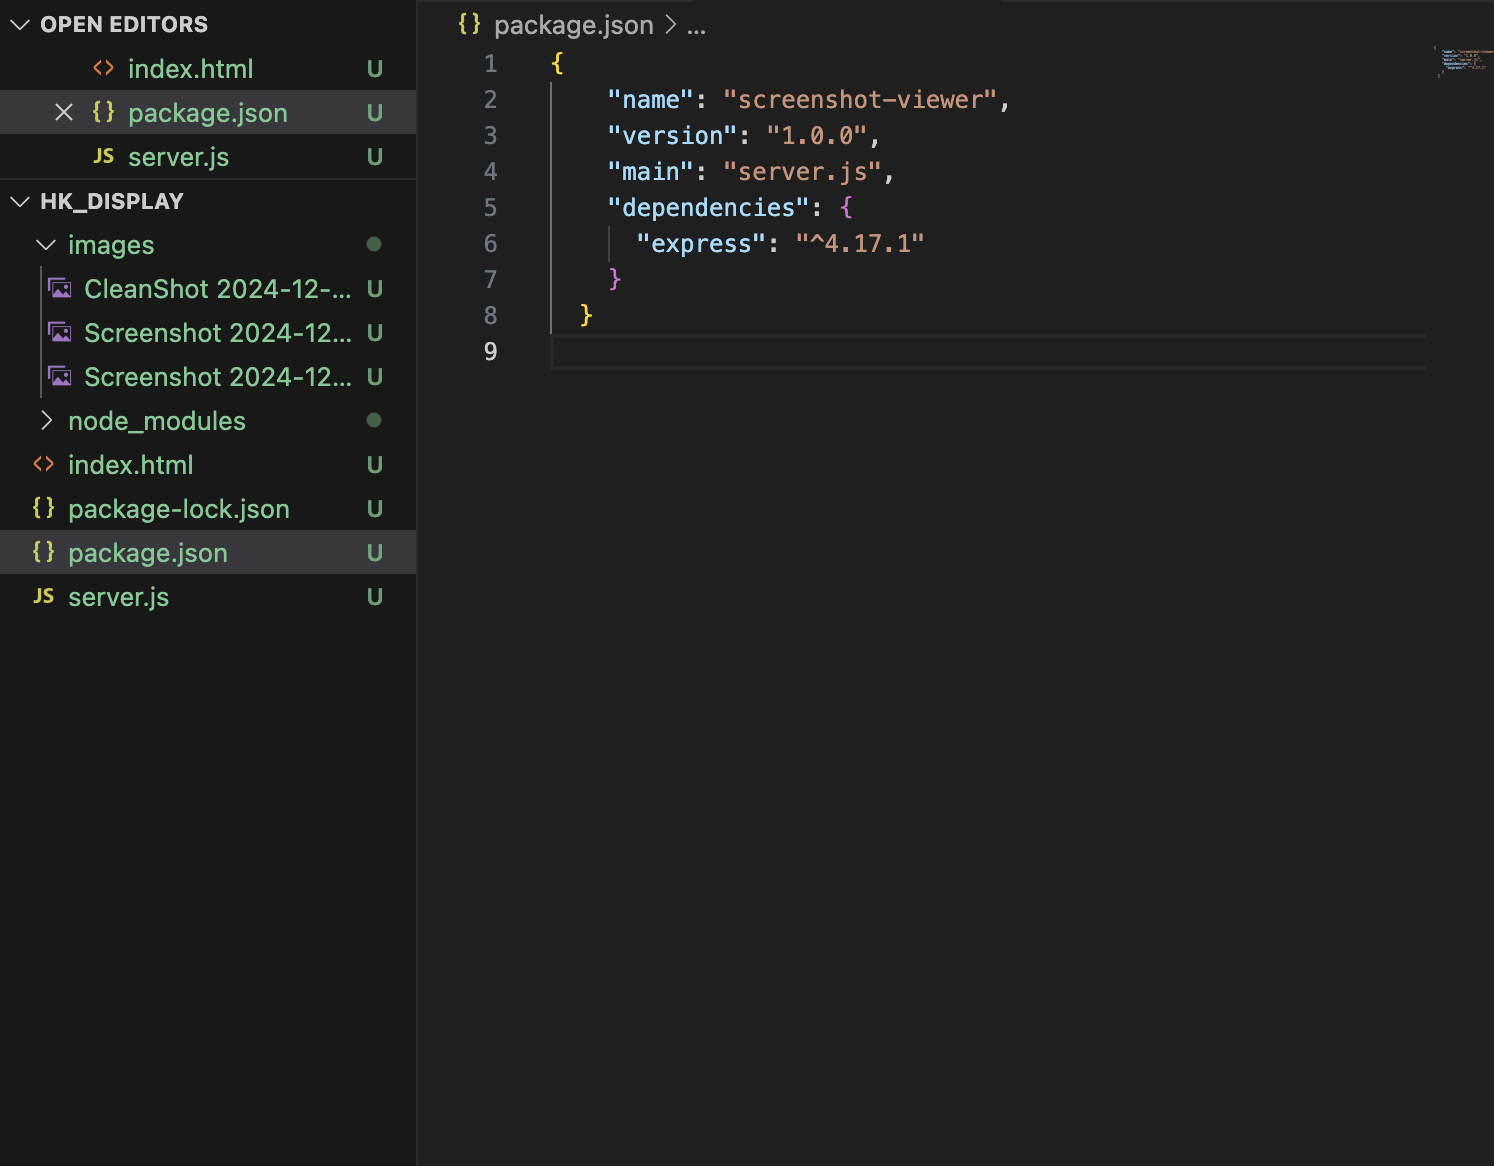 OPEN EDITORS
index.html U
package.json U
JS server.js U
HK_DISPLAY
images
CleanShot 2024-12-... U
Screenshot 2024-12... U
Screenshot 2024-12... U
node_modules
index.html U
{} package-lock.json U
{} package.json U
JS server.js U
{} package.json > ...
1 {
2 "name": "screenshot-viewer",
3 "version": "1.0.0",
4 "main": "server.js",
5 "dependencies": {
6 "express": "^4.17.1"
7 }
8 }
9